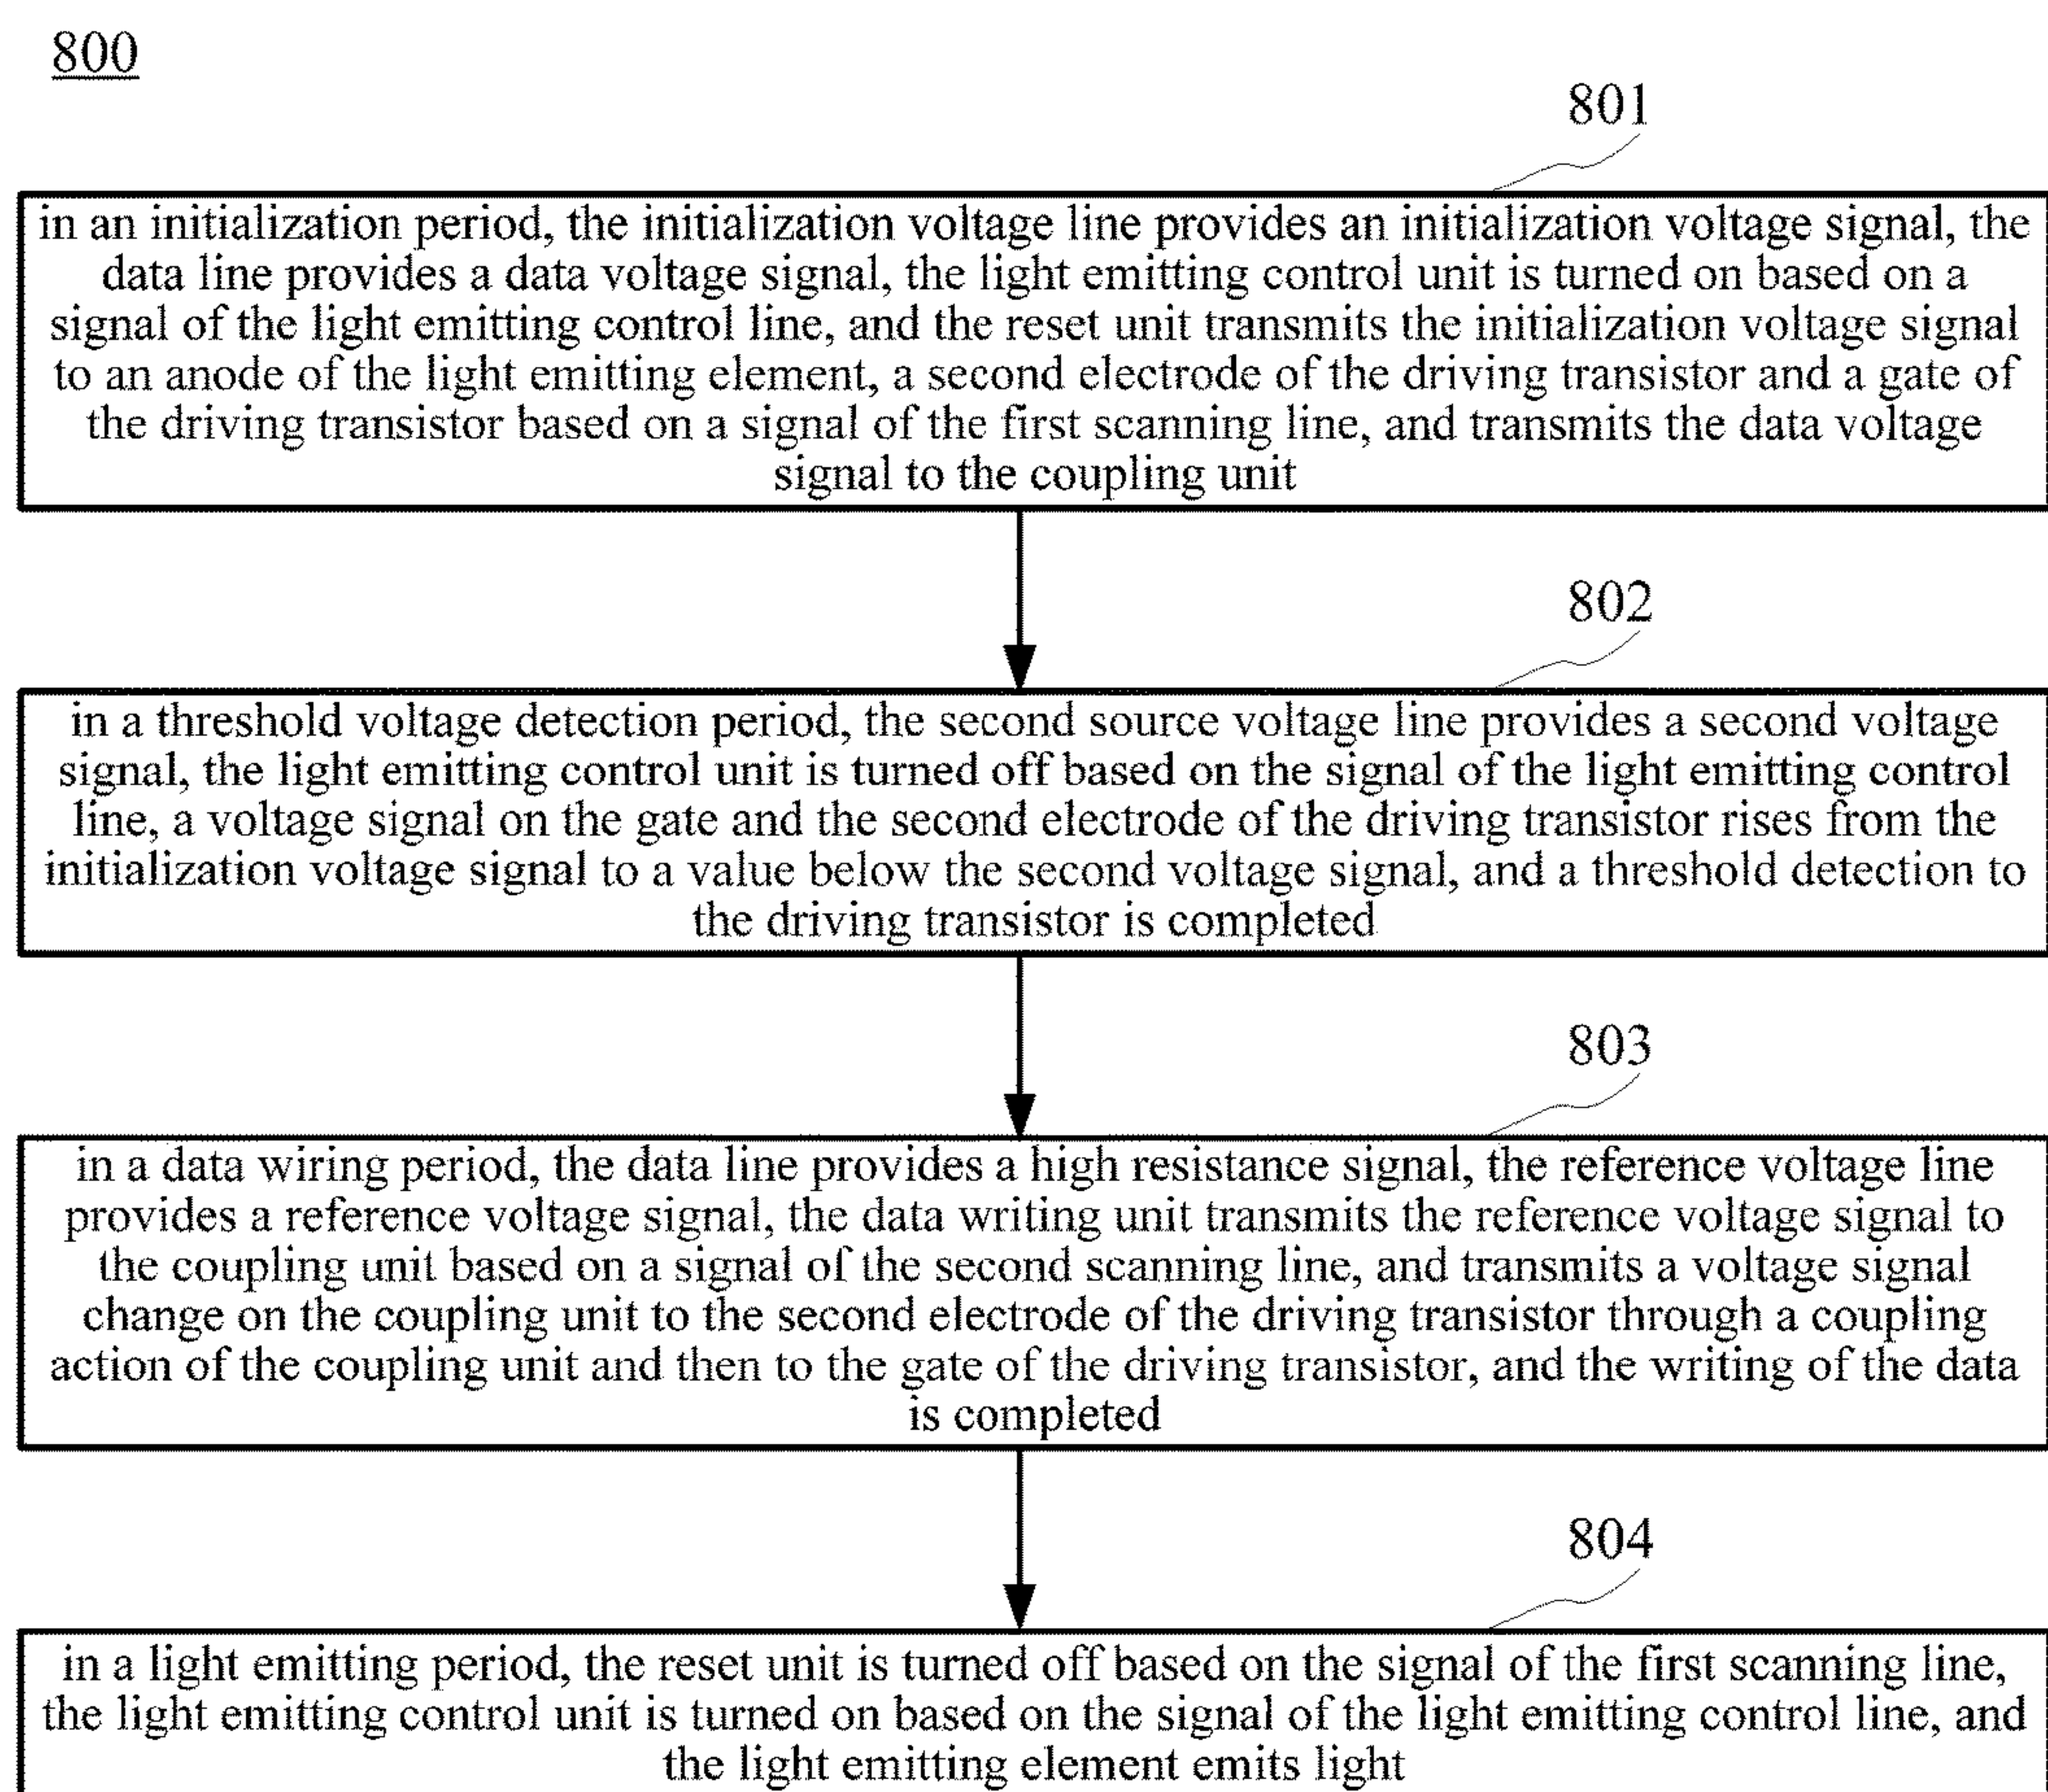 800
801
in an initialization period, the initialization voltage line provides an initialization voltage signal, the
data line provides a data voltage signal, the light emitting control unit is turned on based on a
signal of the light emitting control line, and the reset unit transmits the initialization voltage signal
to an anode of the light emitting element, a second electrode of the driving transistor and a gate of
the driving transistor based on a signal of the first scanning line, and transmits the data voltage
signal to the coupling unit
802
in a threshold voltage detection period, the second source voltage line provides a second voltage
signal, the light emitting control unit is turned off based on the signal of the light emitting control
line, a voltage signal on the gate and the second electrode of the driving transistor rises from the
initialization voltage signal to a value below the second voltage signal, and a threshold detection to
the driving transistor is completed
803
in a data wiring period, the data line provides a high resistance signal, the reference voltage line
provides a reference voltage signal, the data writing unit transmits the reference voltage signal to
the coupling unit based on a signal of the second scanning line, and transmits a voltage signal
change on the coupling unit to the second electrode of the driving transistor through a coupling
action of the coupling unit and then to the gate of the driving transistor, and the writing of the data
is completed
804
in a light emitting period, the reset unit is turned off based on the signal of the first scanning line,
the light emitting control unit is turned on based on the signal of the light emitting control line, and
the light emitting element emits light